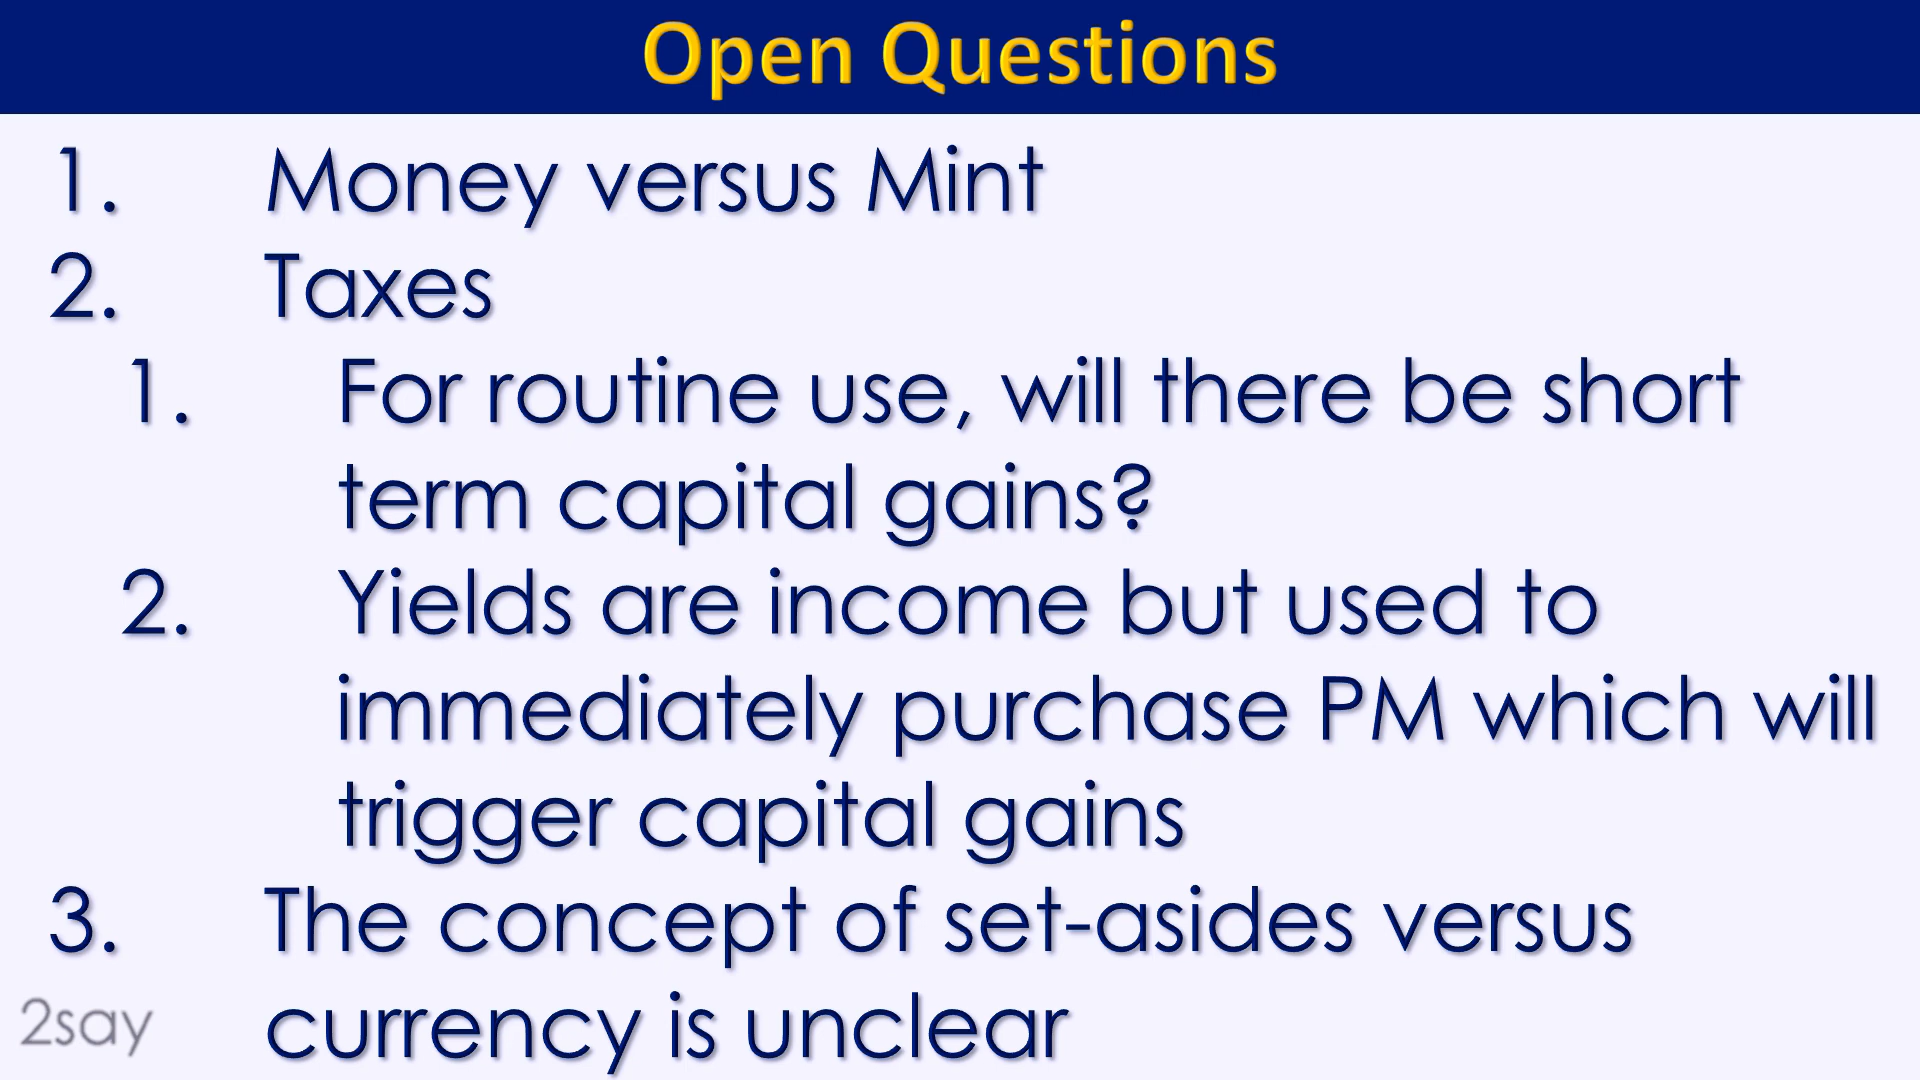 Open Questions
1. Money versus Mint
2. Taxes
1. For routine use, will there be short
term capital gains?
2. Yields are income but used to
immediately purchase PM which will
trigger capital gains
3. The concept of set-asides versus
currency is unclear
2say